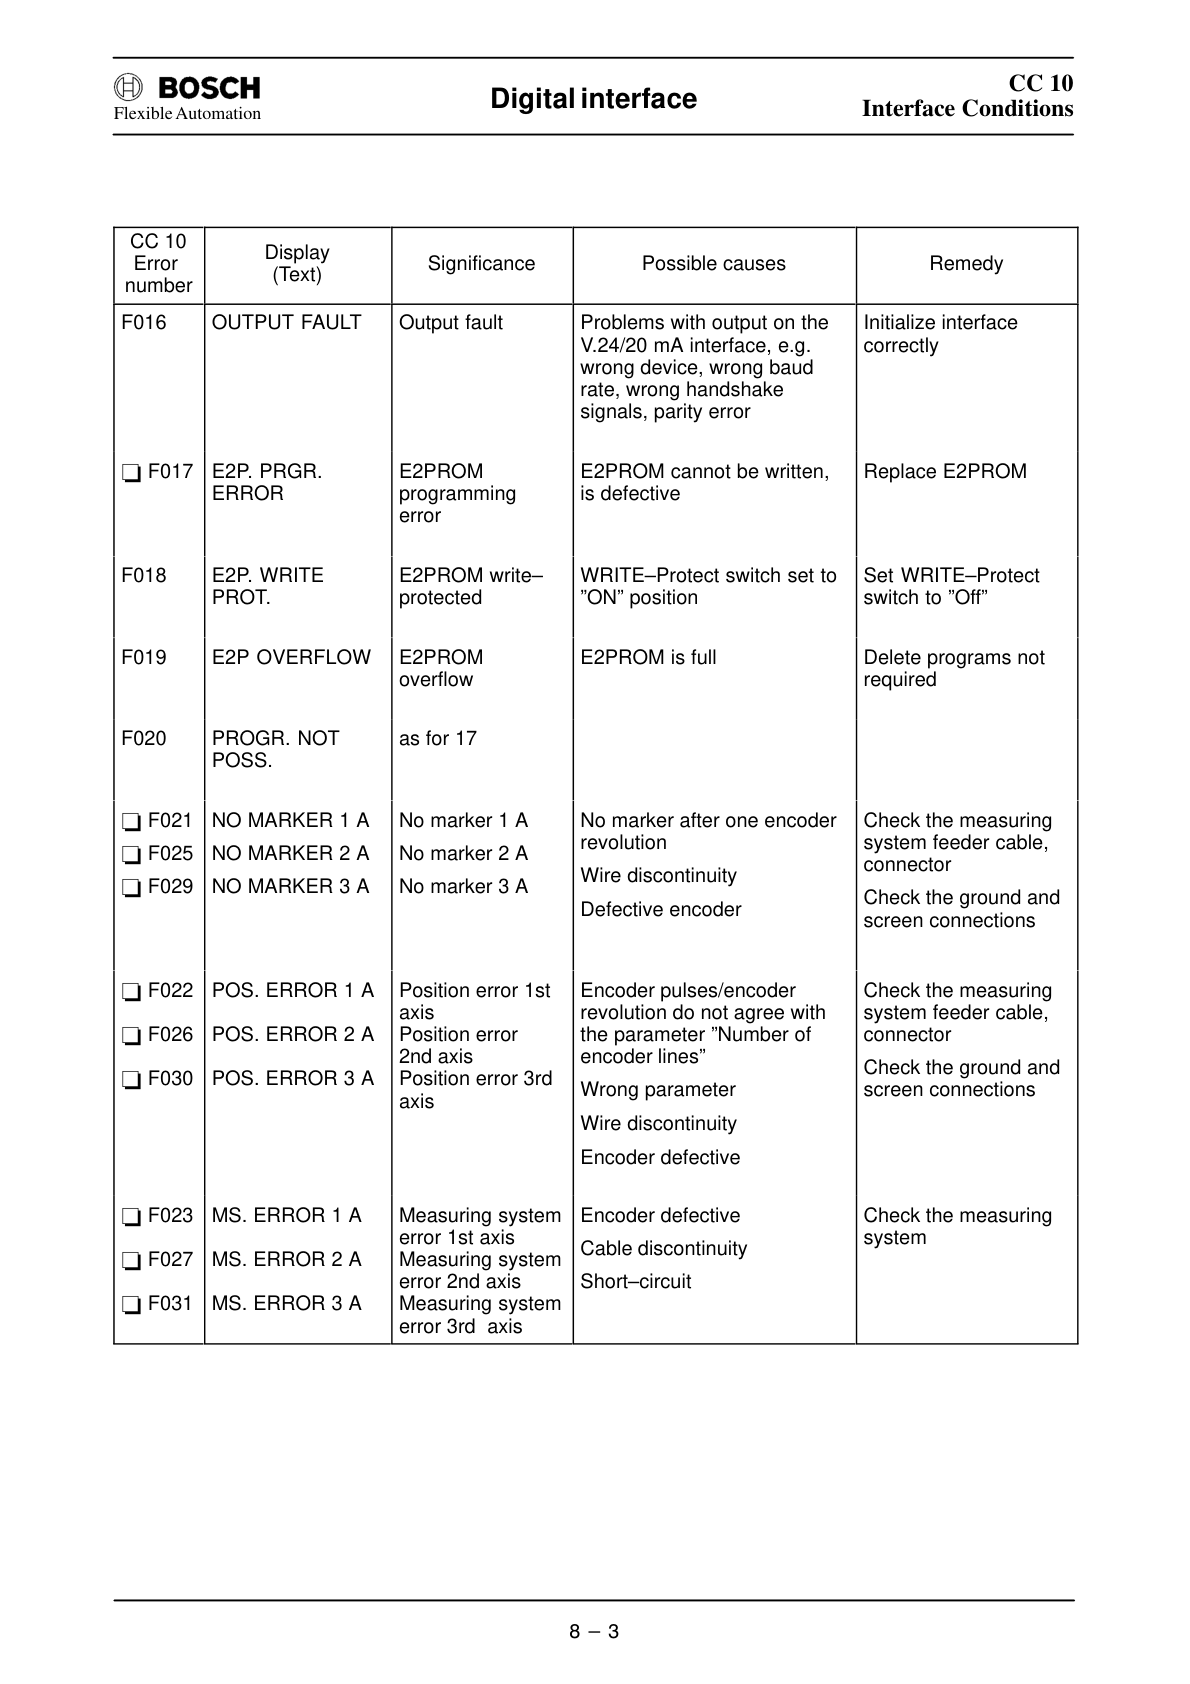 BOSCH
Flexible Automation
Digital interface
CC 10
Interface Conditions
CC 10
Error
number
Display
(Text)
Significance
Possible causes
Remedy
F016
OUTPUT FAULT
Output fault
Problems with output on the
V.24/20 mA interface, e.g.
wrong device, wrong baud
rate, wrong handshake
signals, parity error
Initialize interface
correctly
❏ F017
E2P. PRGR.
ERROR
E2PROM
programming
error
E2PROM cannot be written,
is defective
Replace E2PROM
F018
E2P. WRITE
PROT.
E2PROM write–
protected
WRITE–Protect switch set to
”ON” position
Set WRITE–Protect
switch to ”Off”
F019
E2P OVERFLOW
E2PROM
overflow
E2PROM is full
Delete programs not
required
F020
PROGR. NOT
POSS.
as for 17
❏ F021
❏ F025
❏ F029
NO MARKER 1 A
NO MARKER 2 A
NO MARKER 3 A
No marker 1 A
No marker 2 A
No marker 3 A
No marker after one encoder
revolution
Wire discontinuity
Defective encoder
Check the measuring
system feeder cable,
connector
Check the ground and
screen connections
❏ F022
❏ F026
❏ F030
POS. ERROR 1 A
POS. ERROR 2 A
POS. ERROR 3 A
Position error 1st
axis
Position error
2nd axis
Position error 3rd
axis
Encoder pulses/encoder
revolution do not agree with
the parameter ”Number of
encoder lines”
Wrong parameter
Wire discontinuity
Encoder defective
Check the measuring
system feeder cable,
connector
Check the ground and
screen connections
❏ F023
❏ F027
❏ F031
MS. ERROR 1 A
MS. ERROR 2 A
MS. ERROR 3 A
Measuring system
error 1st axis
Measuring system
error 2nd axis
Measuring system
error 3rd axis
Encoder defective
Cable discontinuity
Short–circuit
Check the measuring
system
8 – 3